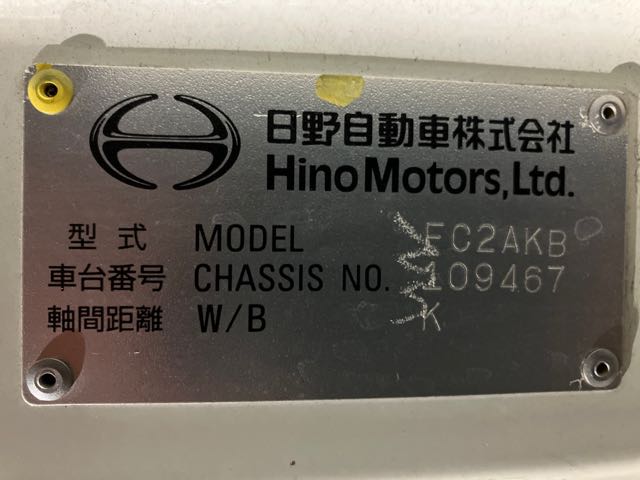 日野自動車株式会社
Hino Motors, Ltd.
型式 MODEL FC2AKB
車台番号 CHASSIS NO. 109467
軸間距離 W/B K